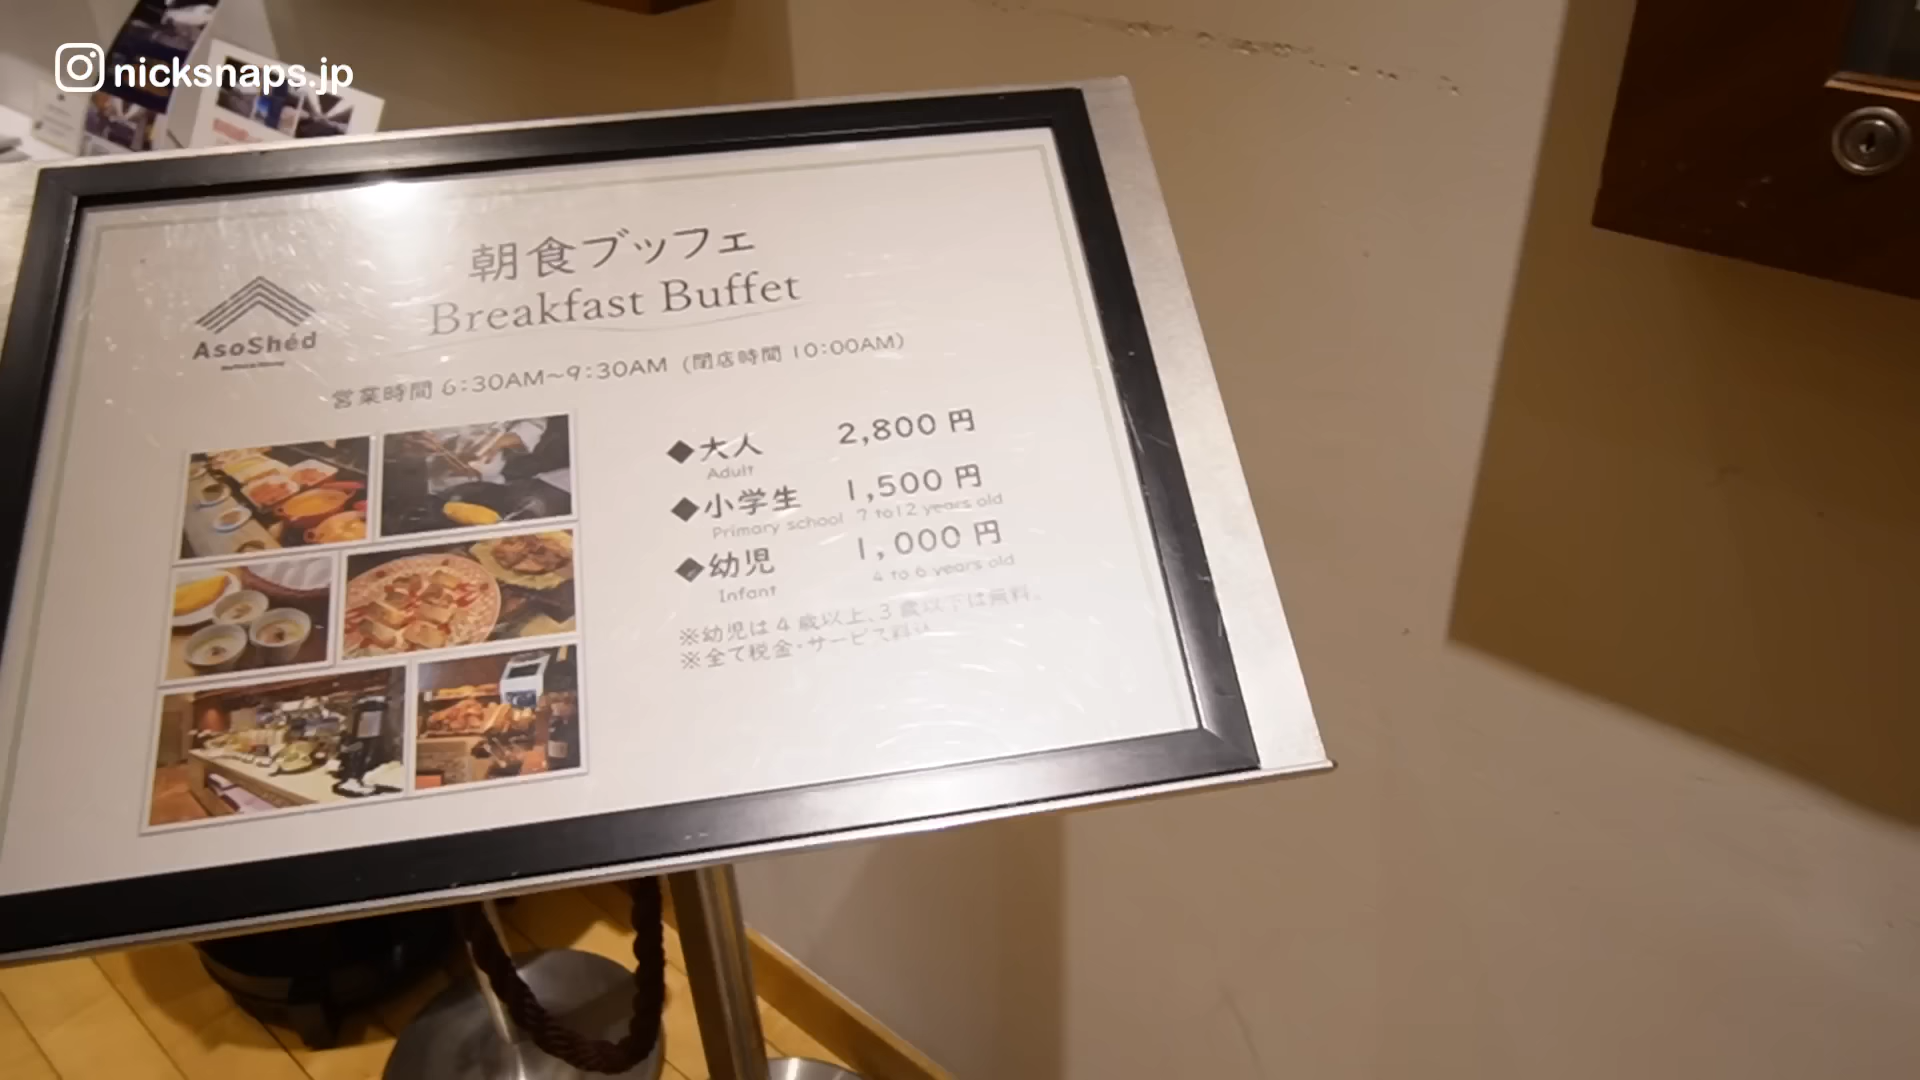 nicksnaps.jp
朝食ブッフェ
Breakfast Buffet
AsoShéd
営業時間 6:30AM～9:30AM (閉店時間 10:00AM)
◆大人 2,800 円
Adult
◆小学生 1,500 円
Primary school 7 to12 years old
◆幼児 1,000 円
Infant 4 to 6 years old
※幼児は4歳以上、3歳以下は無料。
※全て税金・サービス料込